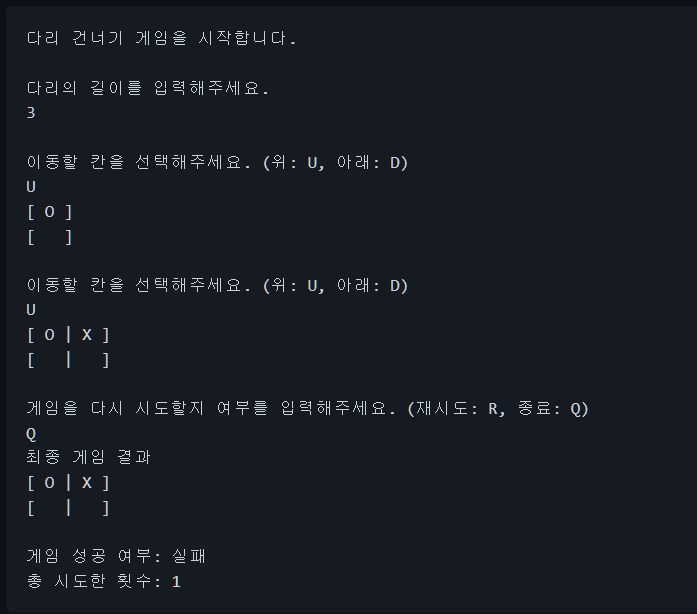 다리 건너기 게임을 시작합니다.
다리의 길이를 입력해주세요.
3
이동할 칸을 선택해주세요. (위: U, 아래: D)
U
[ O ]
[   ]
이동할 칸을 선택해주세요. (위: U, 아래: D)
U
[ O | X ]
[   |   ]
게임을 다시 시도할지 여부를 입력해주세요. (재시도: R, 종료: Q)
Q
최종 게임 결과
[ O | X ]
[   |   ]
게임 성공 여부: 실패
총 시도한 횟수: 1